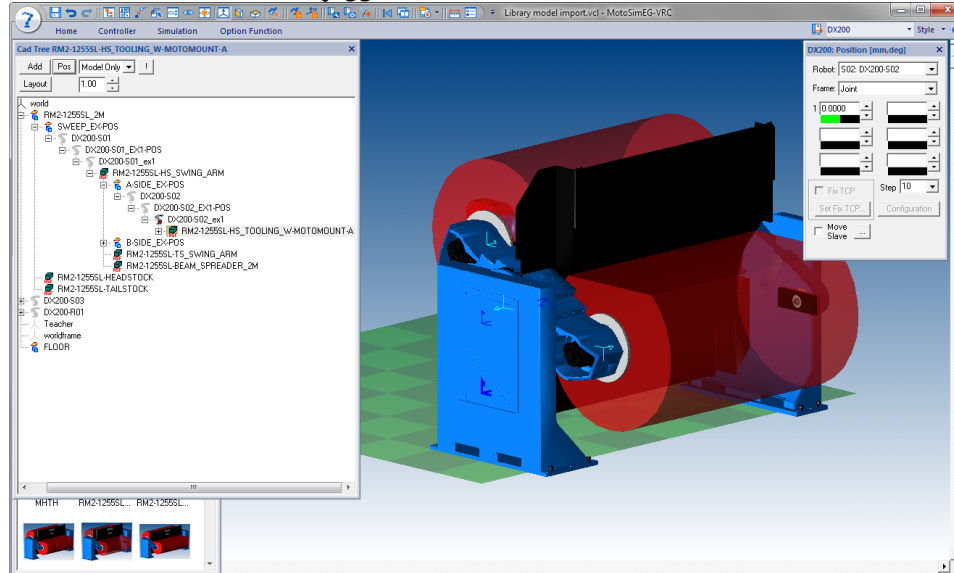 Library model import.vcl - MotoSimEG-VRC
Home Controller Simulation Option Function
DX200 Style
Cad Tree RM2-1255SL-HS_TOOLING_W-MOTOMOUNT-A x
Add Pos Model Only !
Layout 1.00
world
RM2-1255SL_2M
SWEEP_EX-POS
DX200-S01
DX200-S01_EX1-POS
DX200-S01_ex1
RM2-1255SL-HS_SWING_ARM
A-SIDE_EX-POS
DX200-S02
DX200-S02_EX1-POS
DX200-S02_ex1
RM2-1255SL-HS_TOOLING_W-MOTOMOUNT-A
B-SIDE_EX-POS
RM2-1255SL-TS_SWING_ARM
RM2-1255SL-BEAM_SPREADER_2M
RM2-1255SL-HEADSTOCK
RM2-1255SL-TAILSTOCK
DX200-S03
DX200-R01
Teacher
worldframe
FLOOR
MHTH RM2-1255SL... RM2-1255SL...
DX200: Position [mm,deg] x
Robot: S02: DX200-S02
Frame: Joint
1 0.0000
Fix TCP Step 10
Set Fix TCP... Configuration
Move
Slave ...